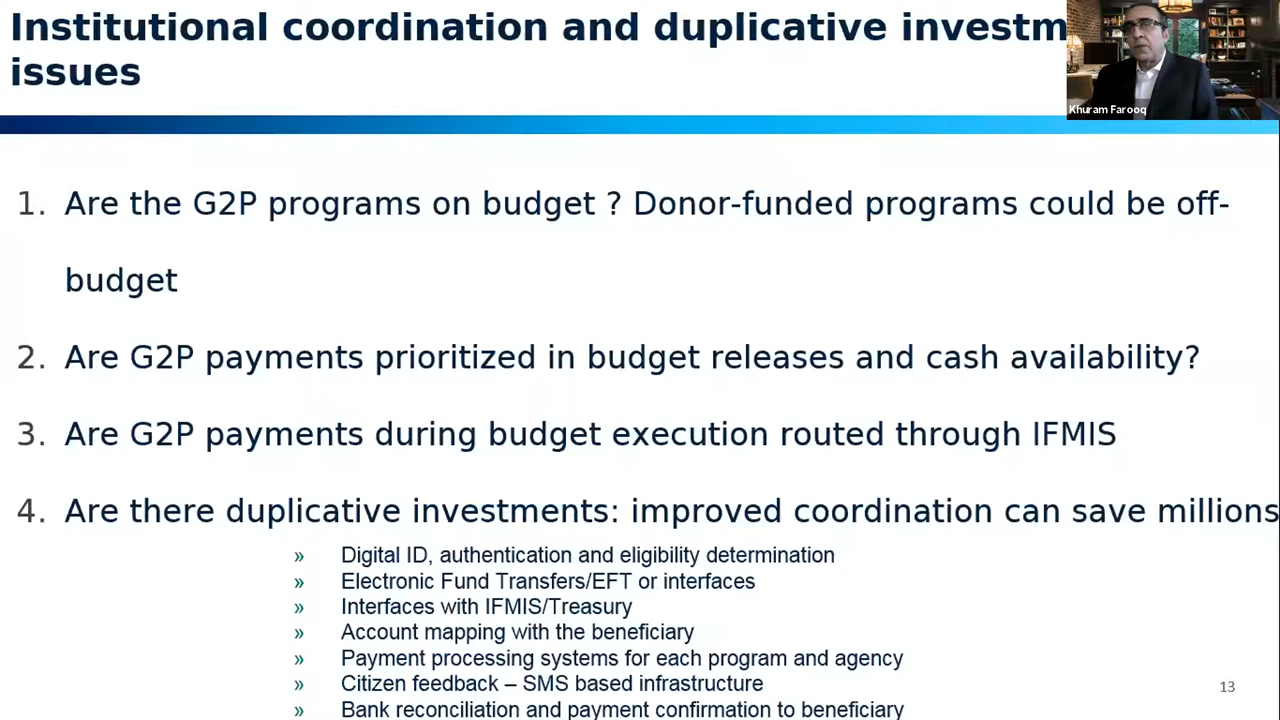 Institutional coordination and duplicative investm
issues
Khuram Farooq
1. Are the G2P programs on budget ? Donor-funded programs could be off-
budget
2. Are G2P payments prioritized in budget releases and cash availability?
3. Are G2P payments during budget execution routed through IFMIS
4. Are there duplicative investments: improved coordination can save millions
» Digital ID, authentication and eligibility determination
» Electronic Fund Transfers/EFT or interfaces
» Interfaces with IFMIS/Treasury
» Account mapping with the beneficiary
» Payment processing systems for each program and agency
» Citizen feedback – SMS based infrastructure
» Bank reconciliation and payment confirmation to beneficiary
13